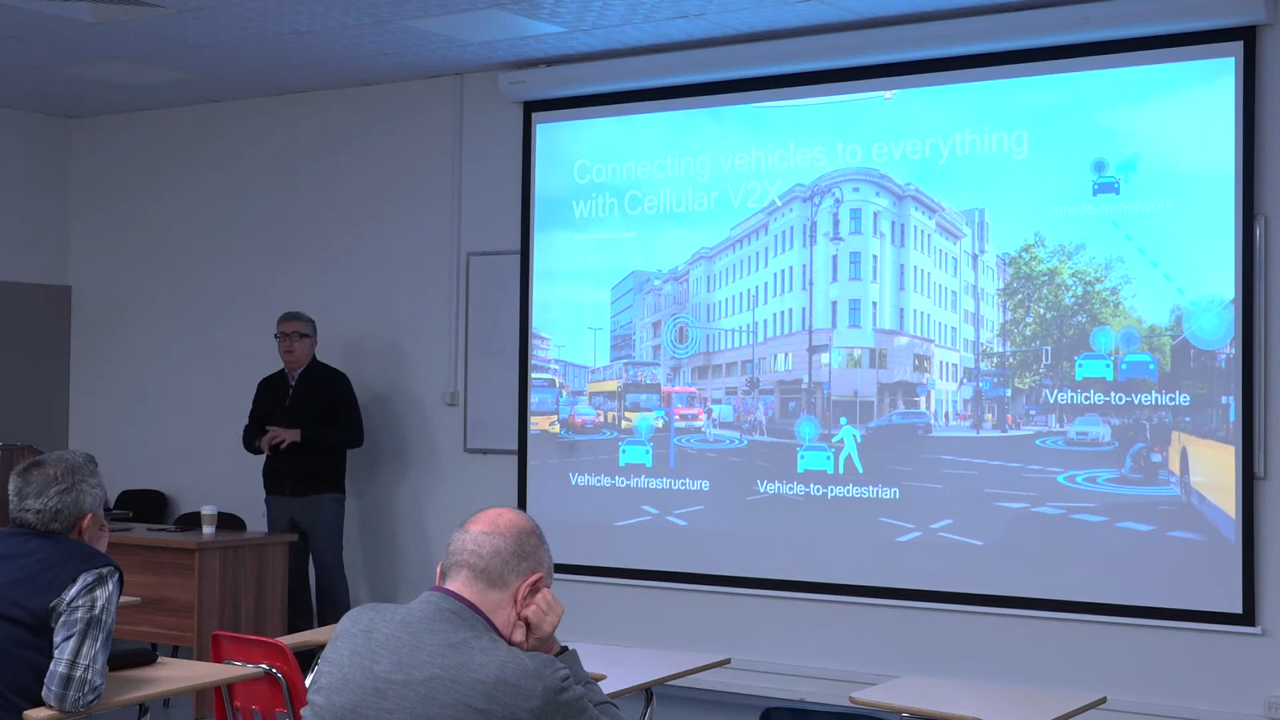 Connecting vehicles to everything
with Cellular V2X
Vehicle-to-network
Vehicle-to-vehicle
Vehicle-to-infrastructure
Vehicle-to-pedestrian